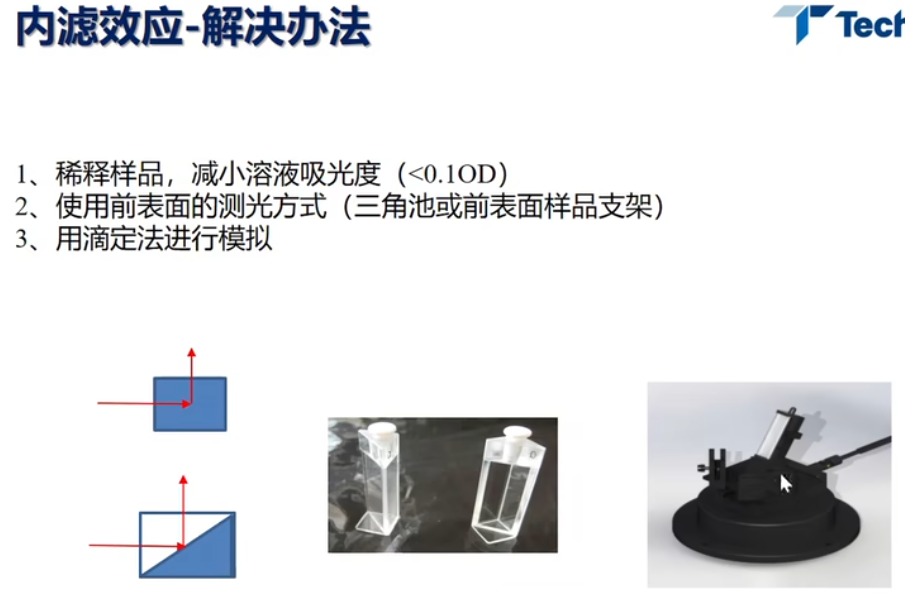 内滤效应-解决办法
Tech
1、稀释样品，减小溶液吸光度（<0.1OD）
2、使用前表面的测光方式（三角池或前表面样品支架）
3、用滴定法进行模拟